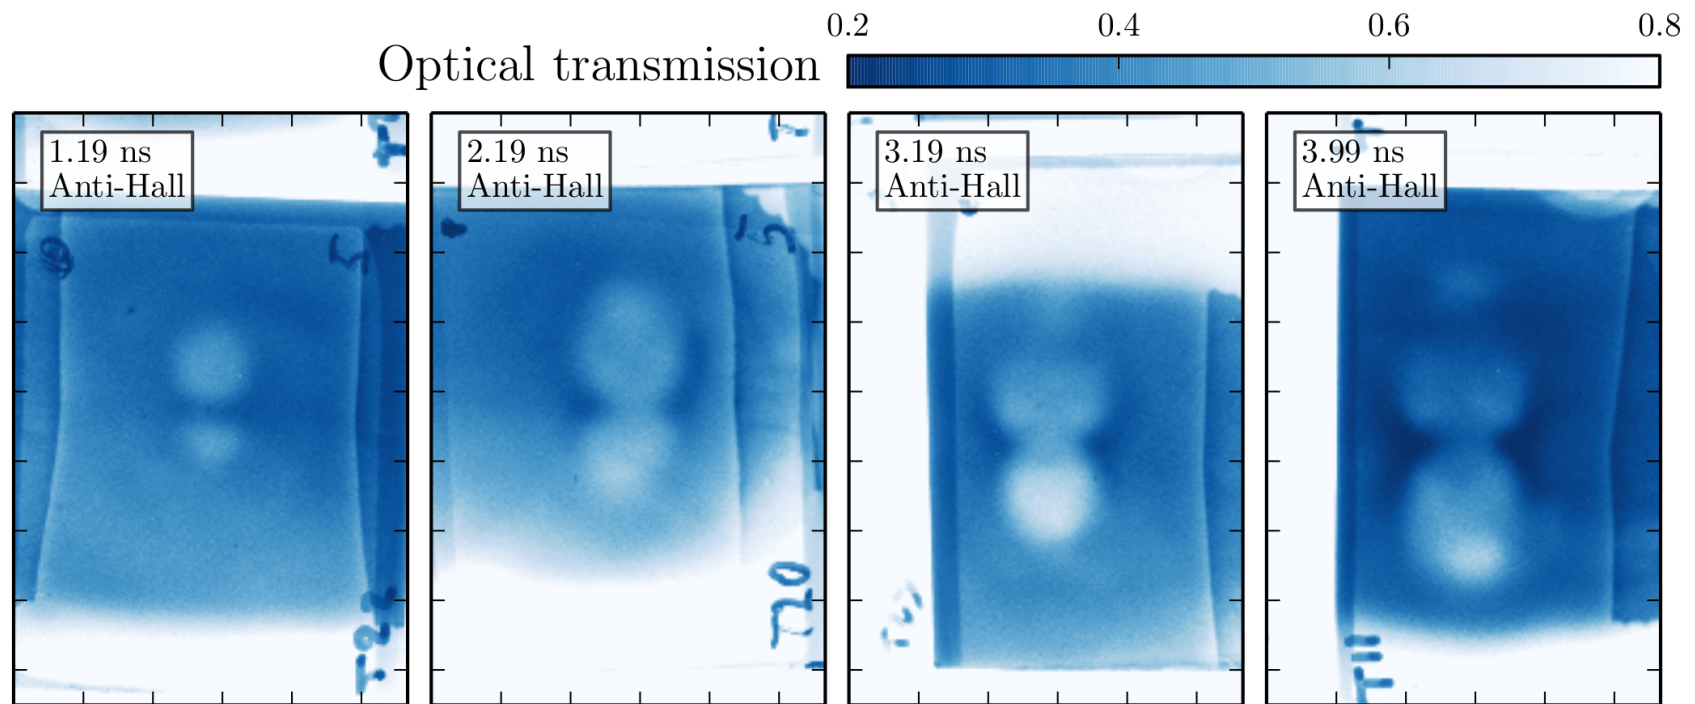 0.2 0.4 0.6 0.8
Optical transmission
1.19 ns
Anti-Hall
2.19 ns
Anti-Hall
3.19 ns
Anti-Hall
3.99 ns
Anti-Hall